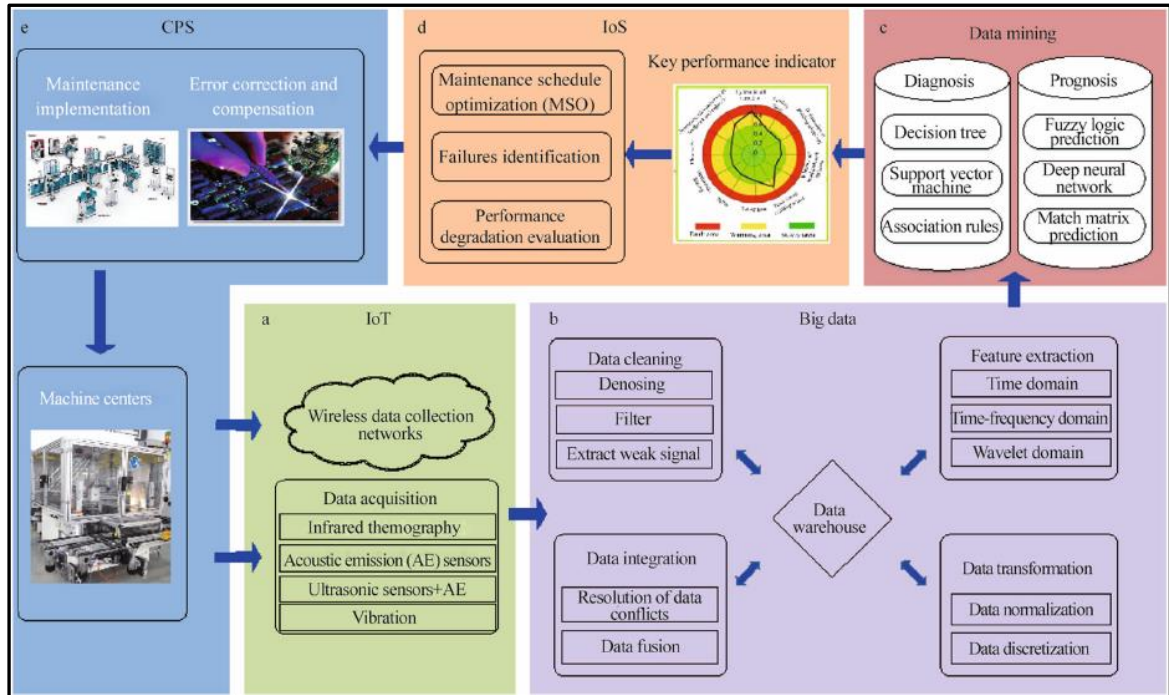 e
CPS
Maintenance
implementation
Error correction and
compensation
Machine centers
d
IoS
Maintenance schedule
optimization (MSO)
Failures identification
Performance
degradation evaluation
Key performance indicator
c
Data mining
Diagnosis
Decision tree
Support vector
machine
Association rules
Prognosis
Fuzzy logic
prediction
Deep neural
network
Match matrix
prediction
a
IoT
Wireless data collection
networks
Data acquisition
Infrared themography
Acoustic emission (AE) sensors
Ultrasonic sensors+AE
Vibration
b
Big data
Data cleaning
Denosing
Filter
Extract weak signal
Feature extraction
Time domain
Time-frequency domain
Wavelet domain
Data
warehouse
Data integration
Resolution of data
conflicts
Data fusion
Data transformation
Data normalization
Data discretization